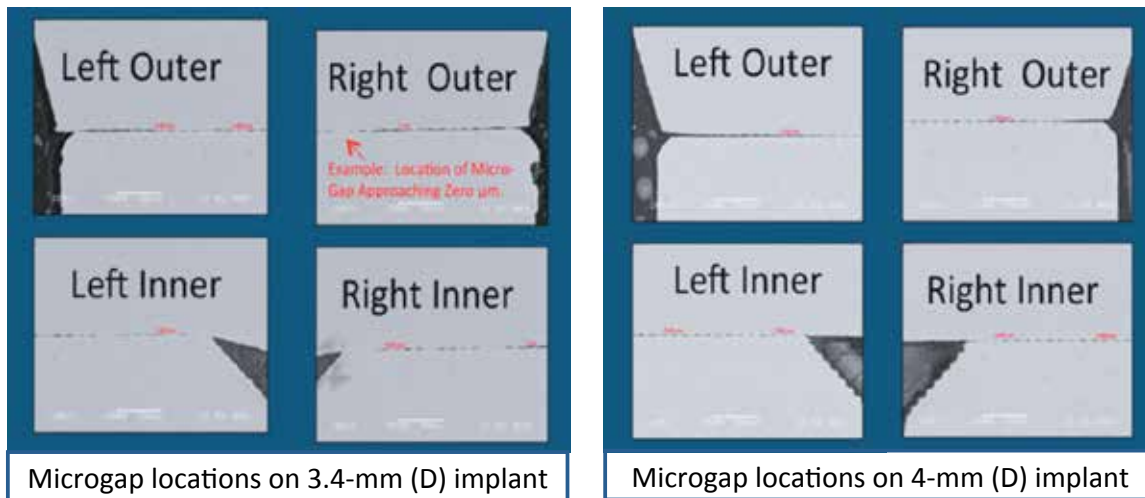 Left Outer
Right Outer
Example: Location of Micro-
Gap Approaching Zero μm.
Left Inner
Right Inner
Microgap locations on 3.4-mm (D) implant
Left Outer
Right Outer
Left Inner
Right Inner
Microgap locations on 4-mm (D) implant